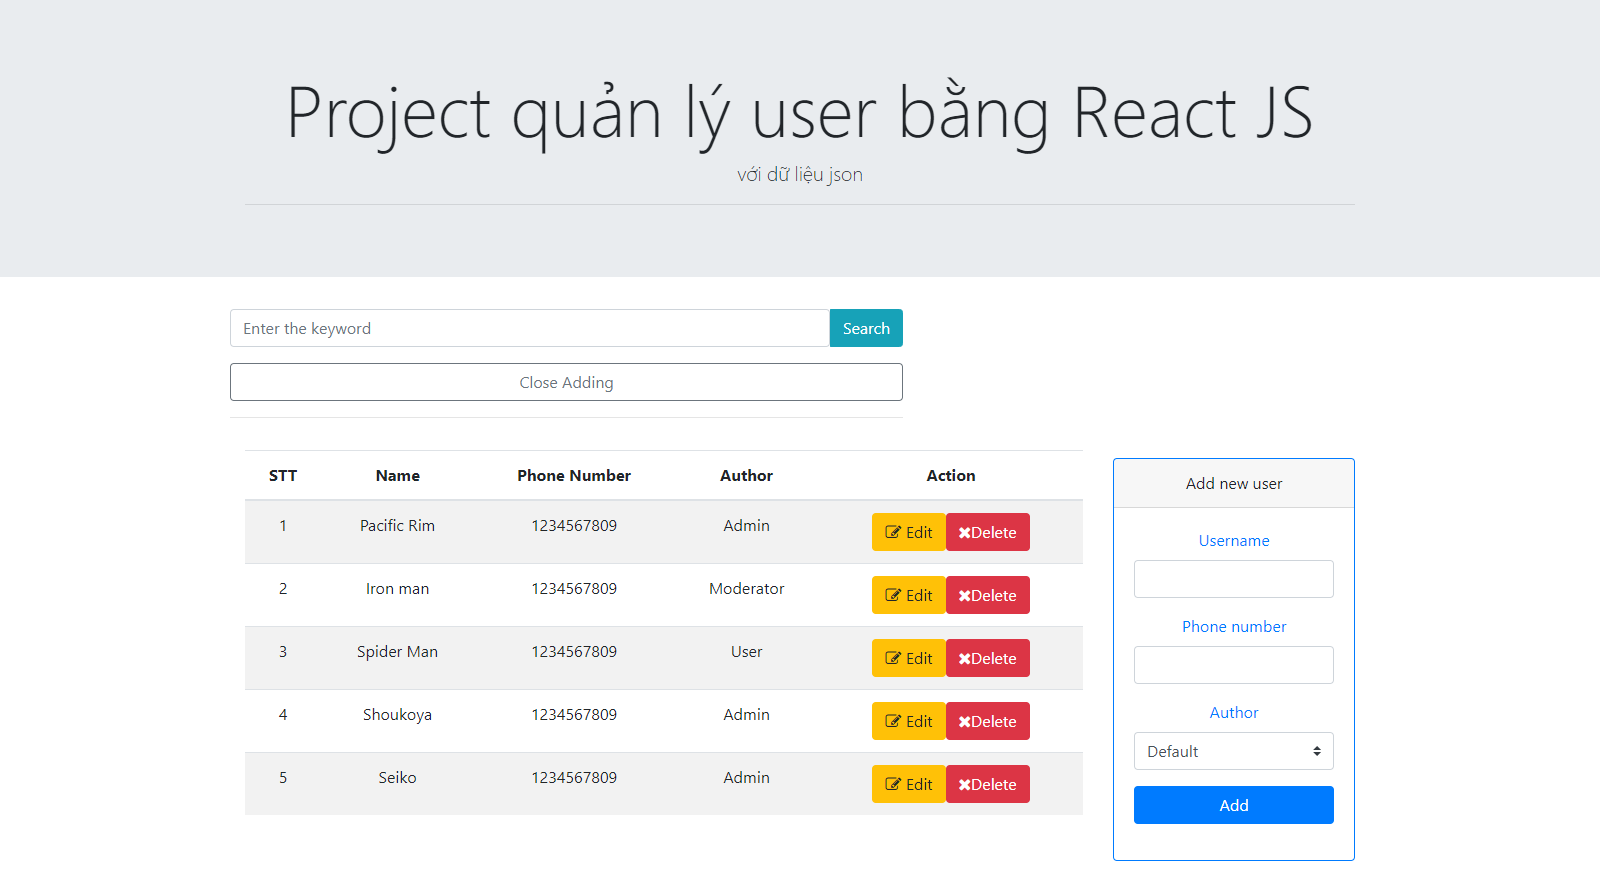 Project quản lý user bằng React JS
với dữ liệu json
Enter the keyword Search
Close Adding
STT Name Phone Number Author Action
1 Pacific Rim 1234567809 Admin Edit Delete
2 Iron man 1234567809 Moderator Edit Delete
3 Spider Man 1234567809 User Edit Delete
4 Shoukoya 1234567809 Admin Edit Delete
5 Seiko 1234567809 Admin Edit Delete
Add new user
Username
Phone number
Author
Default
Add